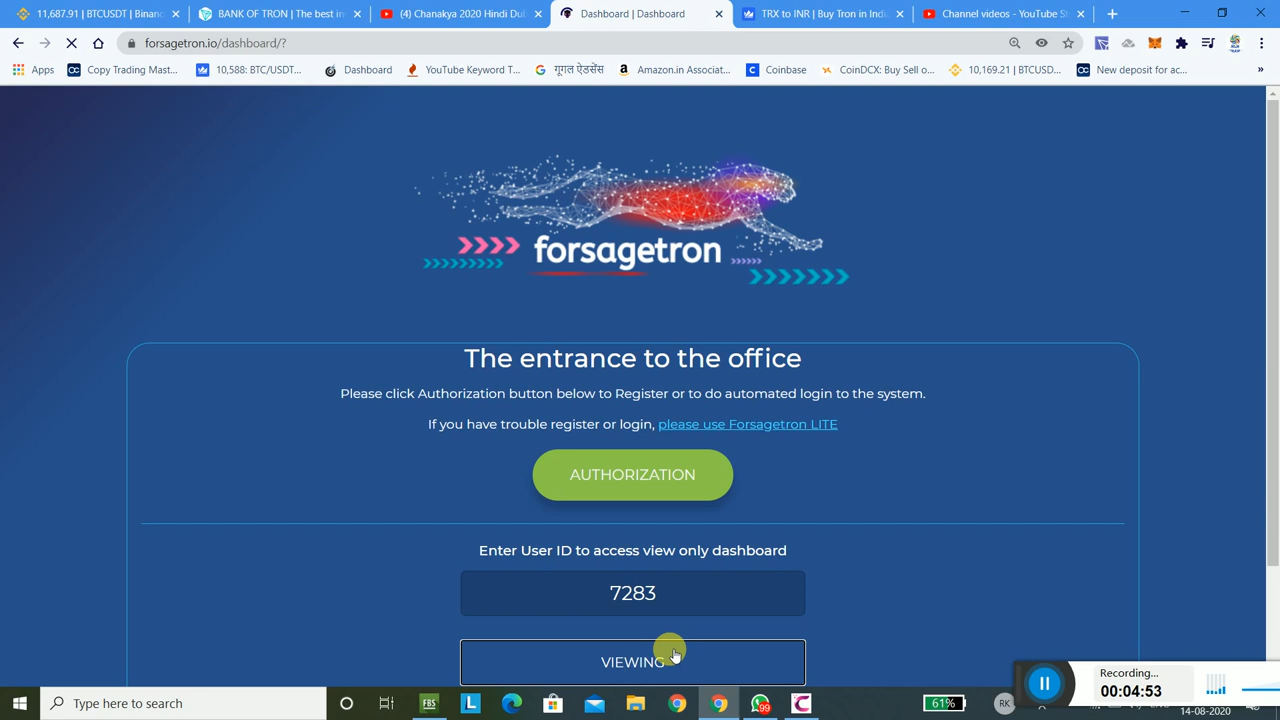 11,687.91 | BTCUSDT | Binanc
BANK OF TRON | The best in
(4) Chanakya 2020 Hindi Dub
Dashboard | Dashboard
TRX to INR | Buy Tron in India
Channel videos - YouTube St
forsagetron.io/dashboard/?
Apps
Copy Trading Mast...
10,588: BTC/USDT...
Dashboard
YouTube Keyword T...
गूगल ऐडसेंस
Amazon.in Associat...
Coinbase
CoinDCX: Buy Sell o...
10,169.21 | BTCUSD...
New deposit for ac...
»
forsagetron
The entrance to the office
Please click Authorization button below to Register or to do automated login to the system.
If you have trouble register or login, please use Forsagetron LITE
AUTHORIZATION
Enter User ID to access view only dashboard
7283
VIEWING
Recording...
00:04:53
Type here to search
FBS
L
99
61%
RK
14-08-2020